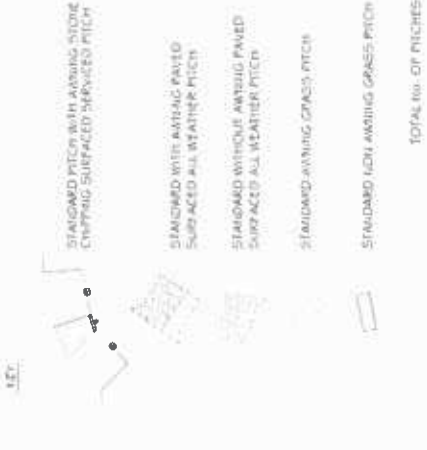 KEY
STANDARD PITCH WITH AWNING STONE
CHIPPING SURFACED SERVICED PITCH
STANDARD WITH AWNING PAVED
SURFACED ALL WEATHER PITCH
STANDARD WITHOUT AWNING PAVED
SURFACED ALL WEATHER PITCH
STANDARD AWNING GRASS PITCH
STANDARD NON AWNING GRASS PITCH
TOTAL No. OF PITCHES